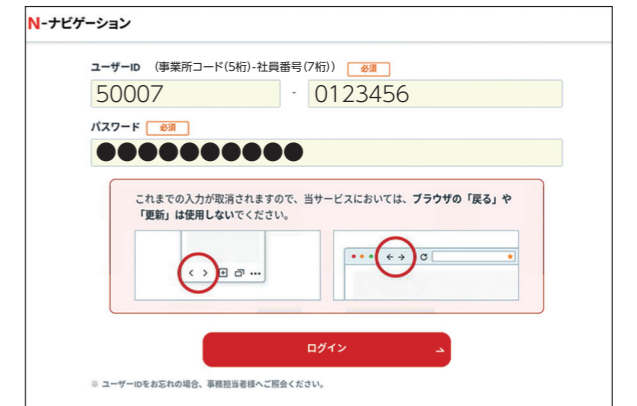 N-ナビゲーション
ユーザーID （事業所コード(5桁)-社員番号(7桁)） 必須
50007 - 0123456
パスワード 必須
●●●●●●●●●●
これまでの入力が取消されますので、当サービスにおいては、ブラウザの「戻る」や
「更新」は使用しないでください。
ログイン
※ ユーザーIDをお忘れの場合、事務担当者様へご照会ください。